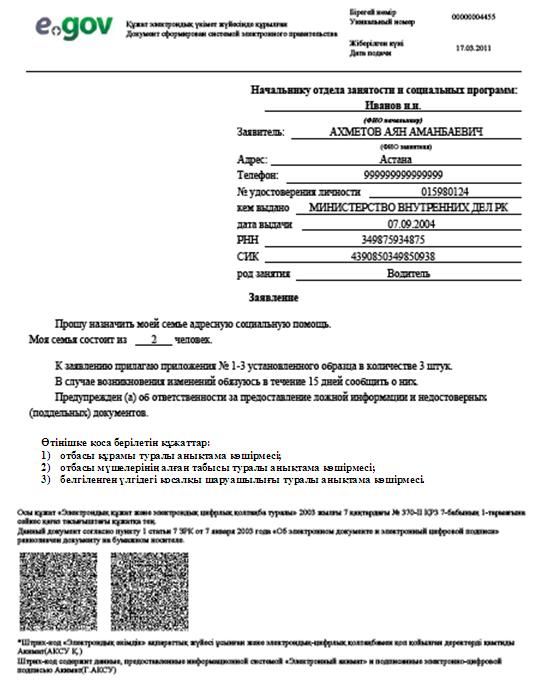 e.gov
Құжат электрондық үкімет жүйесінде құрылған
Документ сформирован системой электронного правительства
Бірегей нөмір
Уникальный номер
00000004455
Жіберілген күні
Дата подачи
17.03.2011
Начальнику отдела занятости и социальных программ:
Иванов и.и.
(ФИО начальника)
Заявитель: АХМЕТОВ АЯН АМАНБАЕВИЧ
(ФИО заявителя)
Адрес: Астана
Телефон: 999999999999999
№ удостоверения личности 015980124
кем выдано МИНИСТЕРСТВО ВНУТРЕННИХ ДЕЛ РК
дата выдачи 07.09.2004
РНН 349875934875
СИК 4390850349850938
род занятия Водитель
Заявление
Прошу назначить моей семье адресную социальную помощь.
Моя семья состоит из 2 человек.
К заявлению прилагаю приложения № 1-3 установленного образца в количестве 3 штук.
В случае возникновения изменений обязуюсь в течение 15 дней сообщить о них.
Предупрежден (а) об ответственности за предоставление ложной информации и недостоверных
(поддельных) документов.
Өтінішке қоса берілетін құжаттар:
1) отбасы құрамы туралы анықтама көшірмесі;
2) отбасы мүшелерінің алған табысы туралы анықтама көшірмесі;
3) белгіленген үлгідегі қосалқы шаруашылығы туралы анықтама көшірмесі.
Осы құжат «Электрондық құжат және электрондық цифрлық қолтаңба туралы» 2003 жылғы 7 қаңтардағы № 370-II ҚРЗ 7-бабының 1-тармағына
сәйкес қағаз тасығыштағы құжатқа тең.
Данный документ согласно пункту 1 статьи 7 ЗРК от 7 января 2003 года «Об электронном документе и электронной цифровой подписи»
равнозначен документу на бумажном носителе.
*Штрих-код «Электрондық әкімдік» ақпараттық жүйесі ұсынған және электрондық-цифрлық қолтаңбамен қол қойылған деректерді қамтиды
Акимат(АКСУ Қ.)
Штрих-код содержит данные, предоставленные информационной системой «Электронный акимат» и подписанные электронно-цифровой
подписью Акимат(Г.АКСУ)